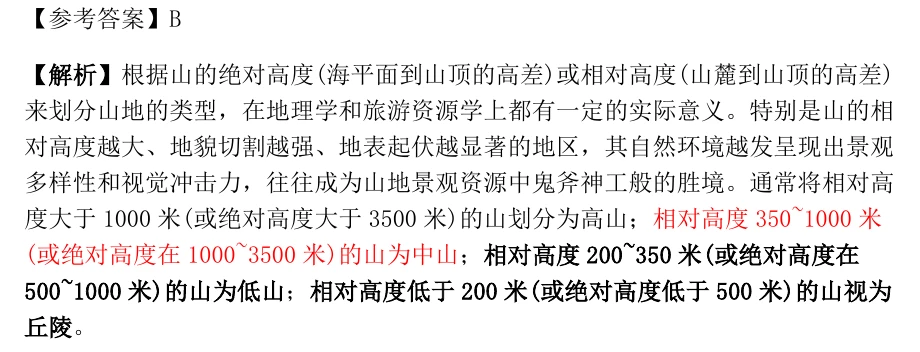 【参考答案】B
【解析】根据山的绝对高度(海平面到山顶的高差)或相对高度(山麓到山顶的高差)
来划分山地的类型，在地理学和旅游资源学上都有一定的实际意义。特别是山的相
对高度越大、地貌切割越强、地表起伏越显著的地区，其自然环境越发呈现出景观
多样性和视觉冲击力，往往成为山地景观资源中鬼斧神工般的胜境。通常将相对高
度大于 1000 米(或绝对高度大于 3500 米)的山划分为高山；相对高度 350~1000 米
(或绝对高度在 1000~3500 米)的山为中山；相对高度 200~350 米(或绝对高度在
500~1000 米)的山为低山；相对高度低于 200 米(或绝对高度低于 500 米)的山视为
丘陵。